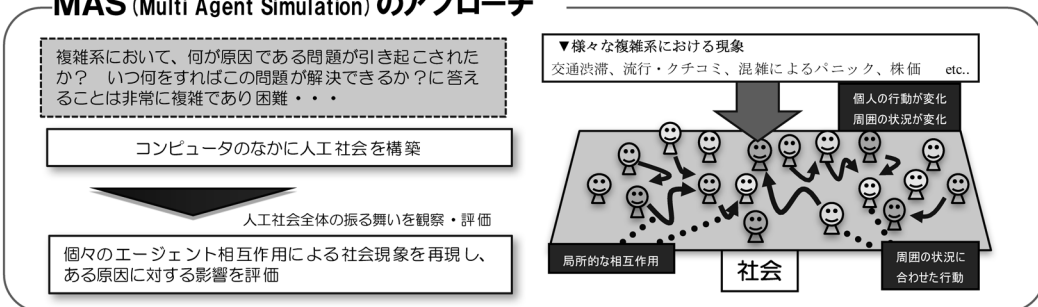 MAS(Multi Agent Simulation)のアプローチ
複雑系において、何が原因である問題が引き起こされた
か？　いつ何をすればこの問題が解決できるか？に答え
ることは非常に複雑であり困難・・・
コンピュータのなかに人工社会を構築
人工社会全体の振る舞いを観察・評価
個々のエージェント相互作用による社会現象を再現し、
ある原因に対する影響を評価
▼様々な複雑系における現象
交通渋滞、流行・クチコミ、混雑によるパニック、株価　etc..
個人の行動が変化
周囲の状況が変化
局所的な相互作用
社会
周囲の状況に
合わせた行動